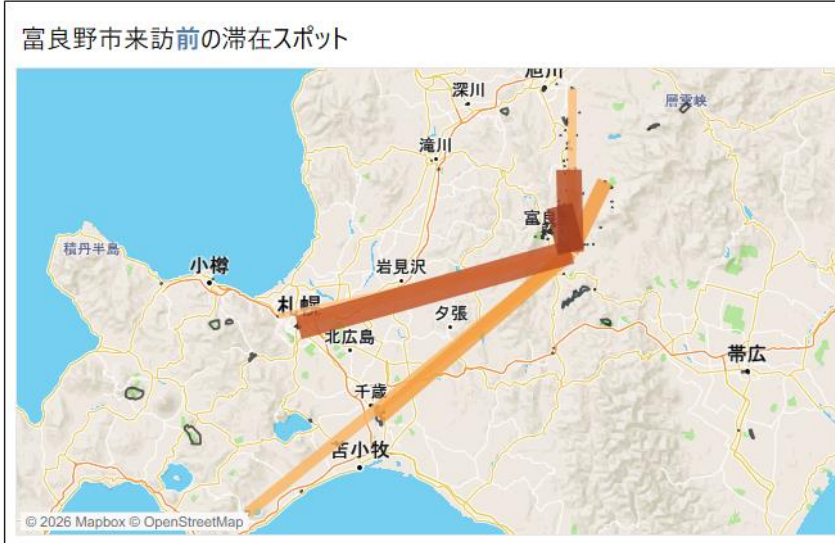 富良野市来訪前の滞在スポット
旭川
深川
層雲峡
滝川
富良
積丹半島
小樽
岩見沢
札幌
夕張
北広島
帯広
千歳
苫小牧
© 2026 Mapbox © OpenStreetMap